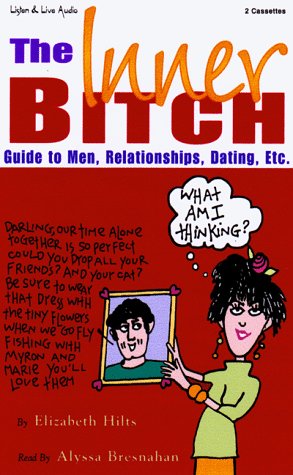 Listen & Live Audio
2 Cassettes
The Inner
BITCH
Guide to Men, Relationships, Dating, Etc.
WHAT
AM I
THINKING?
DARLING, OUR TIME ALONE
TOGETHER IS SO PERFECT
COULD YOU DROP ALL YOUR
FRIENDS? AND YOUR CAT?
BE SURE TO WEAR
THAT DRES WITH
THE TINY FLOWERS
WHEN WE GO FLY
FISHING WITH
MYRON AND
MARIE YOU'LL
LOVE THEM
By Elizabeth Hilts
Read By Alyssa Bresnahan